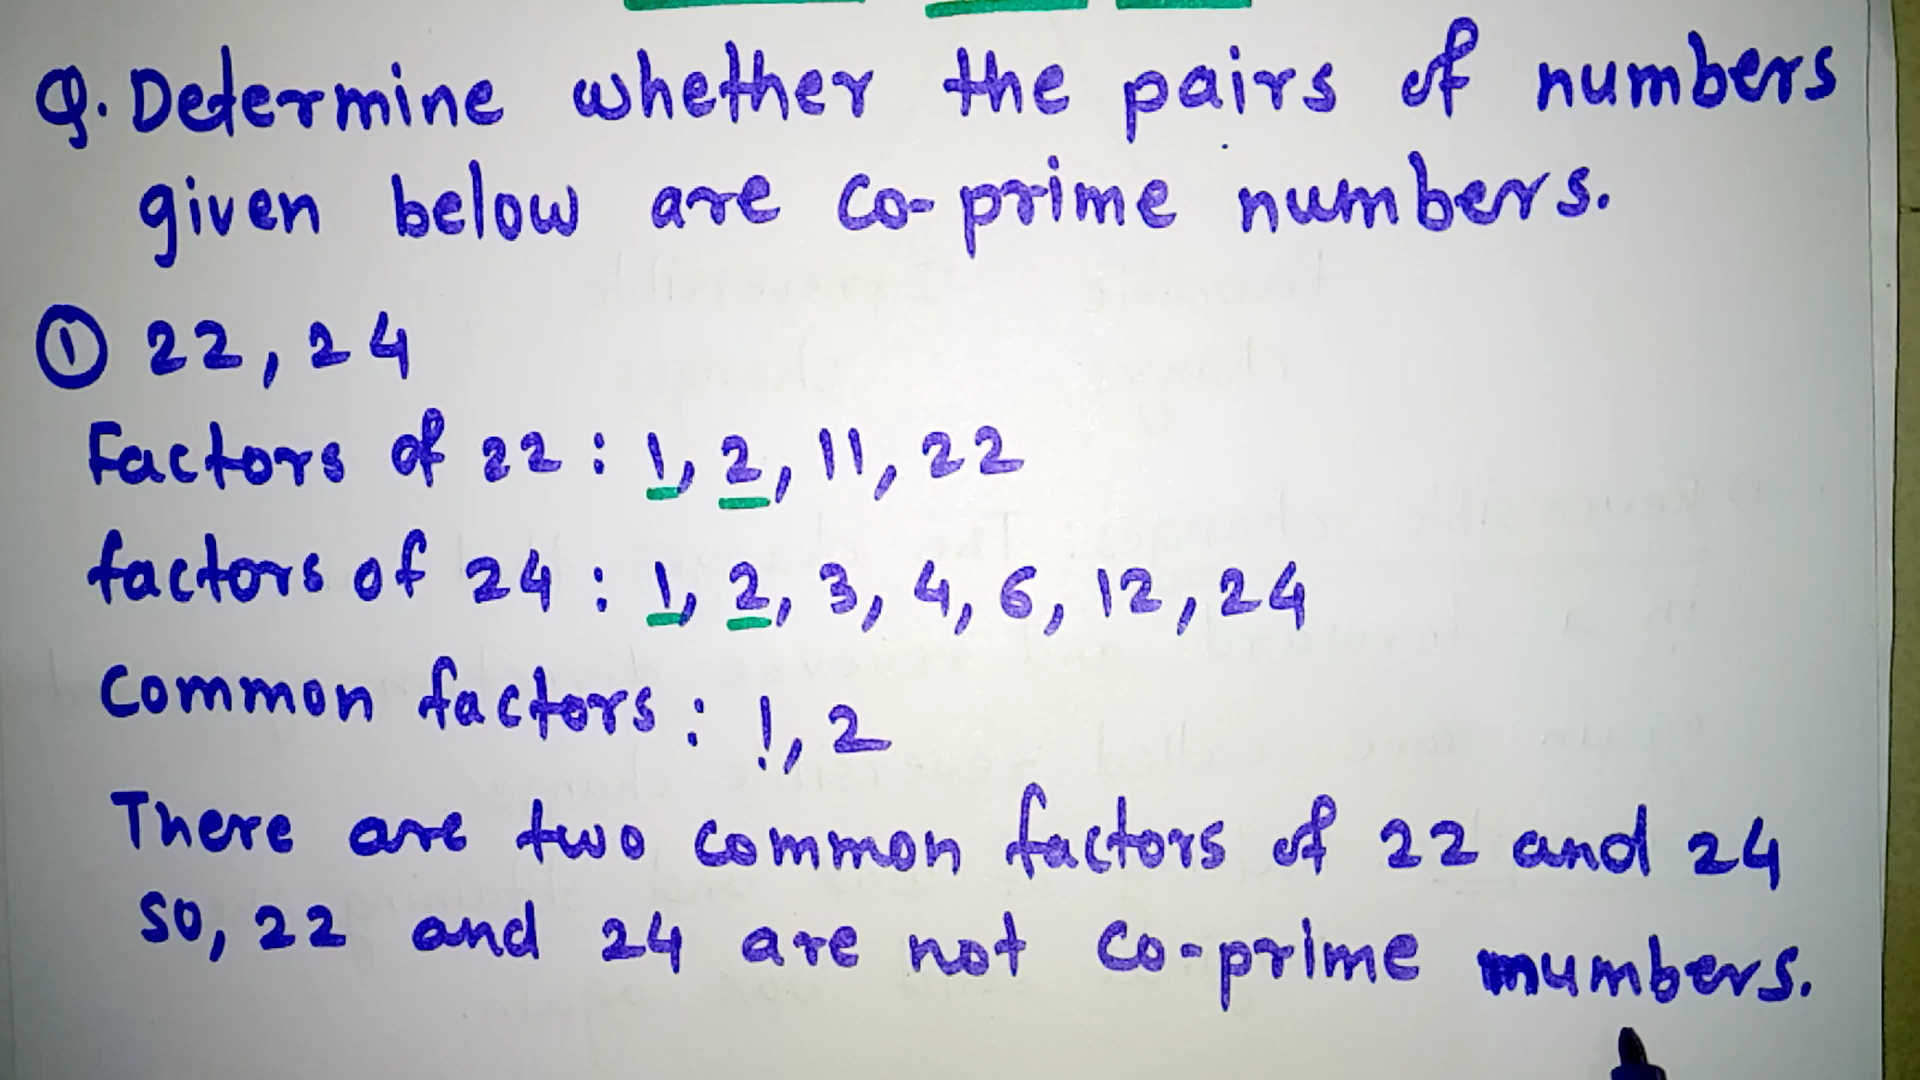 Q. Determine whether the pairs of numbers
given below are co-prime numbers.
① 22, 24
Factors of 22 : 1, 2, 11, 22
factors of 24 : 1, 2, 3, 4, 6, 12, 24
Common factors : 1, 2
There are two common factors of 22 and 24
so, 22 and 24 are not co-prime numbers.